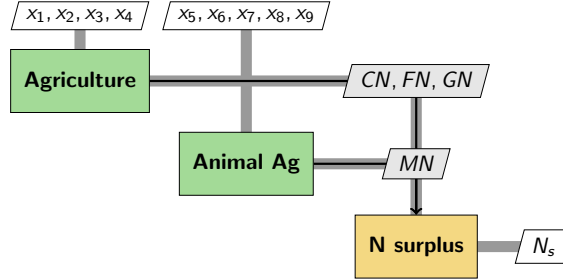 x₁, x₂, x₃, x₄
x₅, x₆, x₇, x₈, x₉
Agriculture
CN, FN, GN
Animal Ag
MN
N surplus
Nₛ